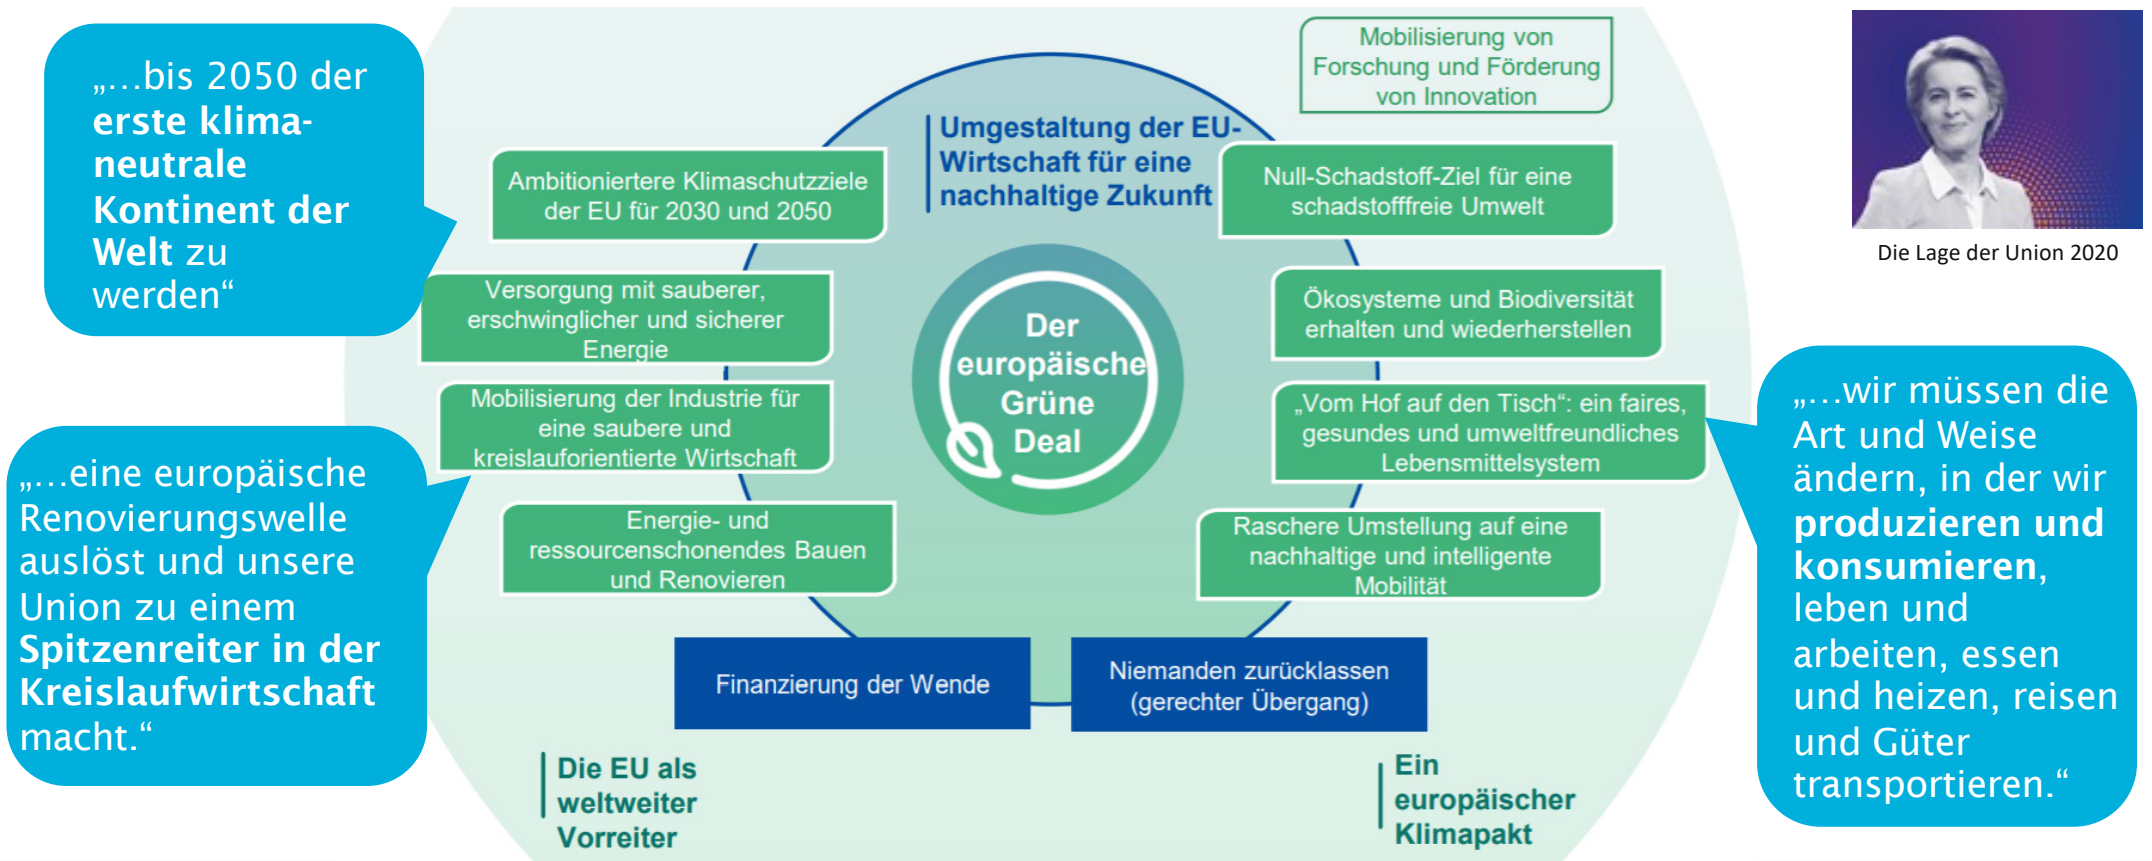 „…bis 2050 der
erste klima-
neutrale
Kontinent der
Welt zu
werden“
„…eine europäische
Renovierungswelle
auslöst und unsere
Union zu einem
Spitzenreiter in der
Kreislaufwirtschaft
macht.“
Umgestaltung der EU-
Wirtschaft für eine
nachhaltige Zukunft
Mobilisierung von
Forschung und Förderung
von Innovation
Ambitioniertere Klimaschutzziele
der EU für 2030 und 2050
Versorgung mit sauberer,
erschwinglicher und sicherer
Energie
Mobilisierung der Industrie für
eine saubere und
kreislauforientierte Wirtschaft
Energie- und
ressourcenschonendes Bauen
und Renovieren
Der
europäische
Grüne
Deal
Null-Schadstoff-Ziel für eine
schadstofffreie Umwelt
Ökosysteme und Biodiversität
erhalten und wiederherstellen
„Vom Hof auf den Tisch“: ein faires,
gesundes und umweltfreundliches
Lebensmittelsystem
Raschere Umstellung auf eine
nachhaltige und intelligente
Mobilität
Finanzierung der Wende
Niemanden zurücklassen
(gerechter Übergang)
Die EU als
weltweiter
Vorreiter
Ein
europäischer
Klimapakt
Die Lage der Union 2020
„…wir müssen die
Art und Weise
ändern, in der wir
produzieren und
konsumieren,
leben und
arbeiten, essen
und heizen, reisen
und Güter
transportieren.“